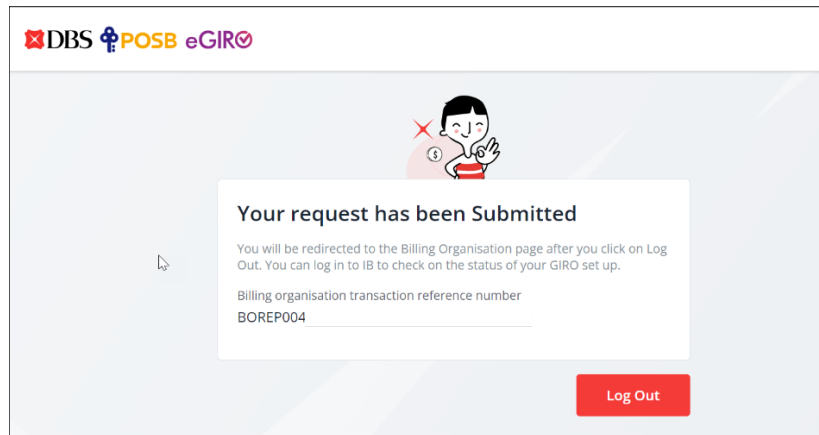 DBS POSB eGIRO
$
Your request has been Submitted
You will be redirected to the Billing Organisation page after you click on Log
Out. You can log in to IB to check on the status of your GIRO set up.
Billing organisation transaction reference number
BOREP004
Log Out